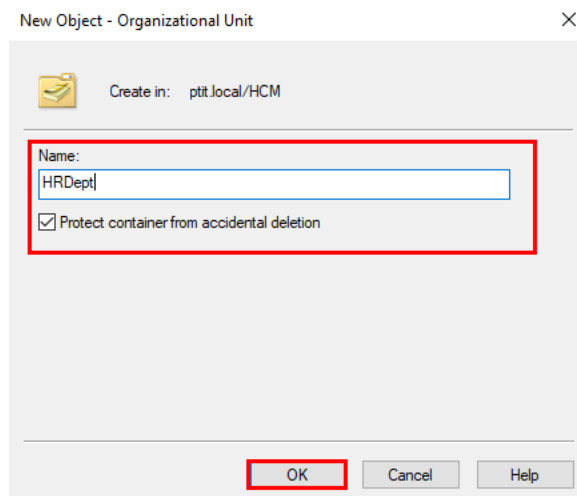 New Object - Organizational Unit
Create in: ptit.local/HCM
Name:
HRDept
Protect container from accidental deletion
OK Cancel Help